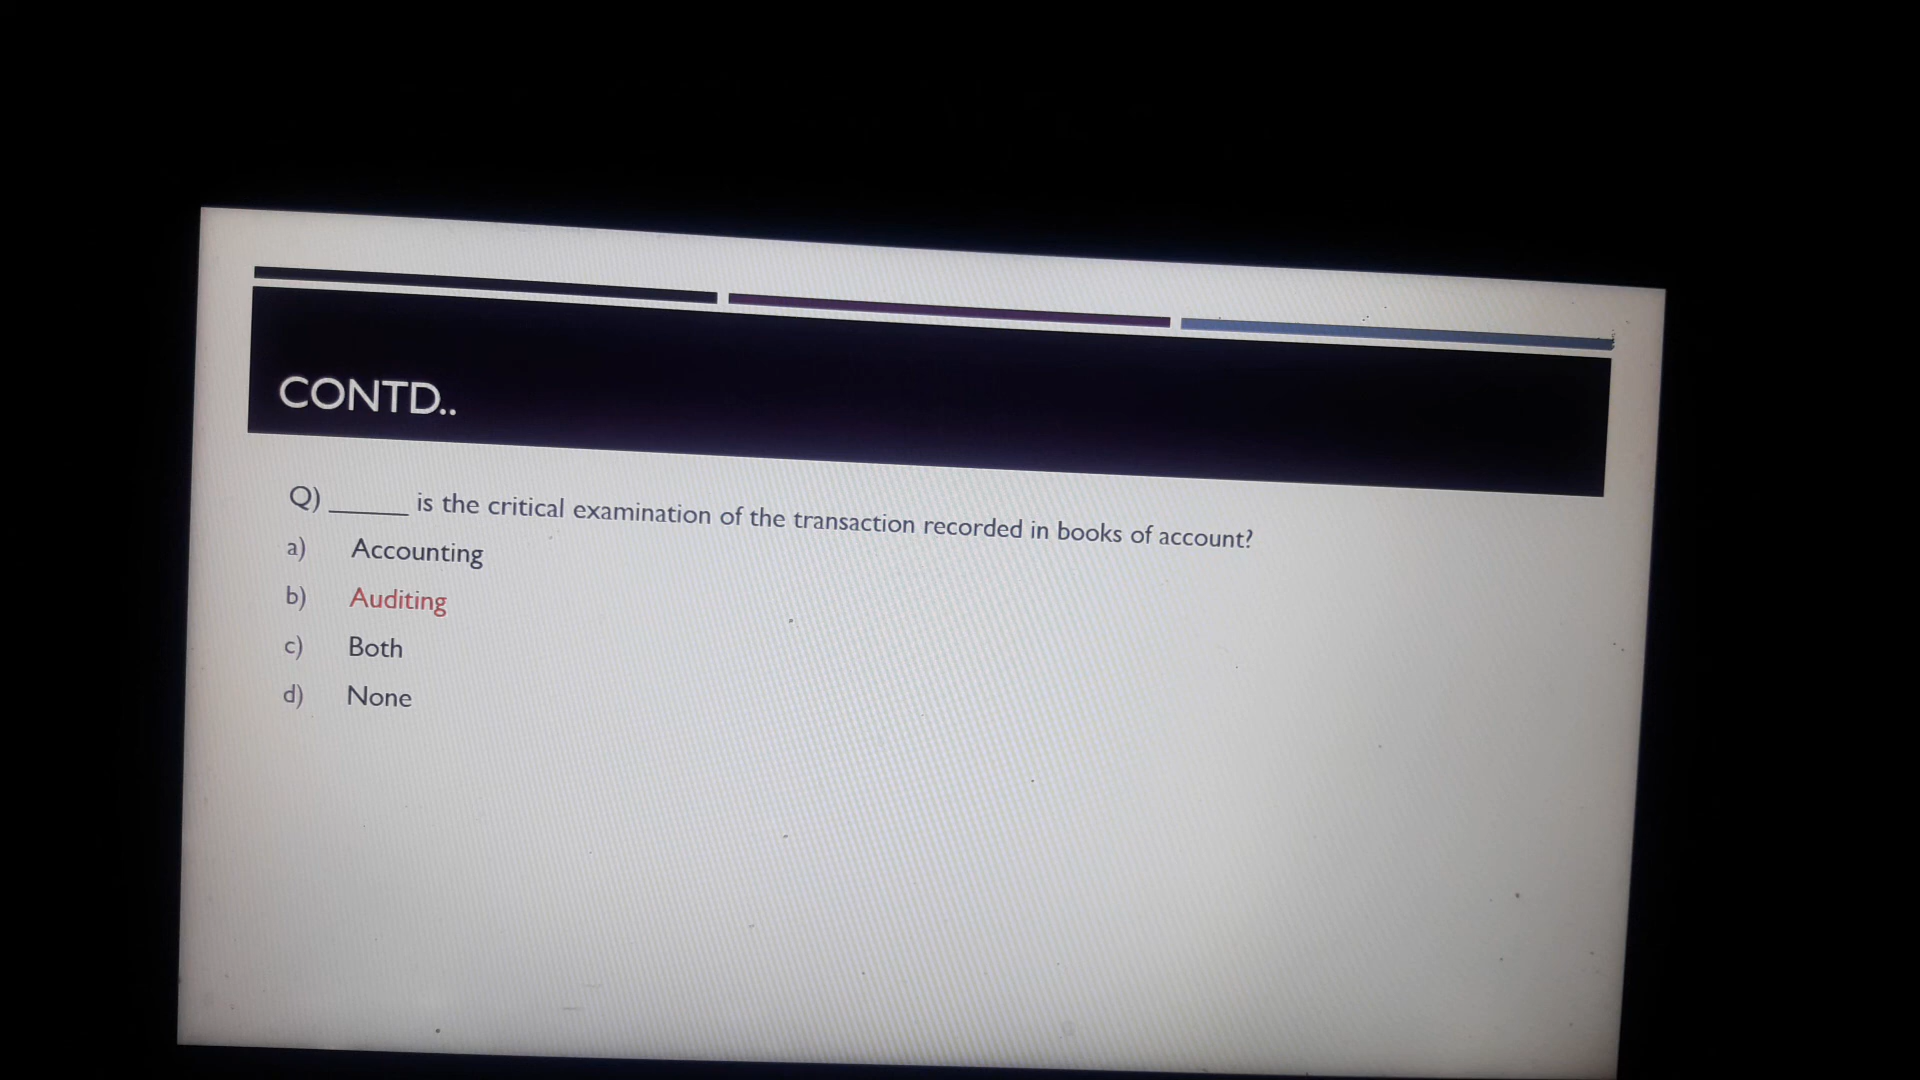 CONTD..
Q) ______ is the critical examination of the transaction recorded in books of account?
a) Accounting
b) Auditing
c) Both
d) None